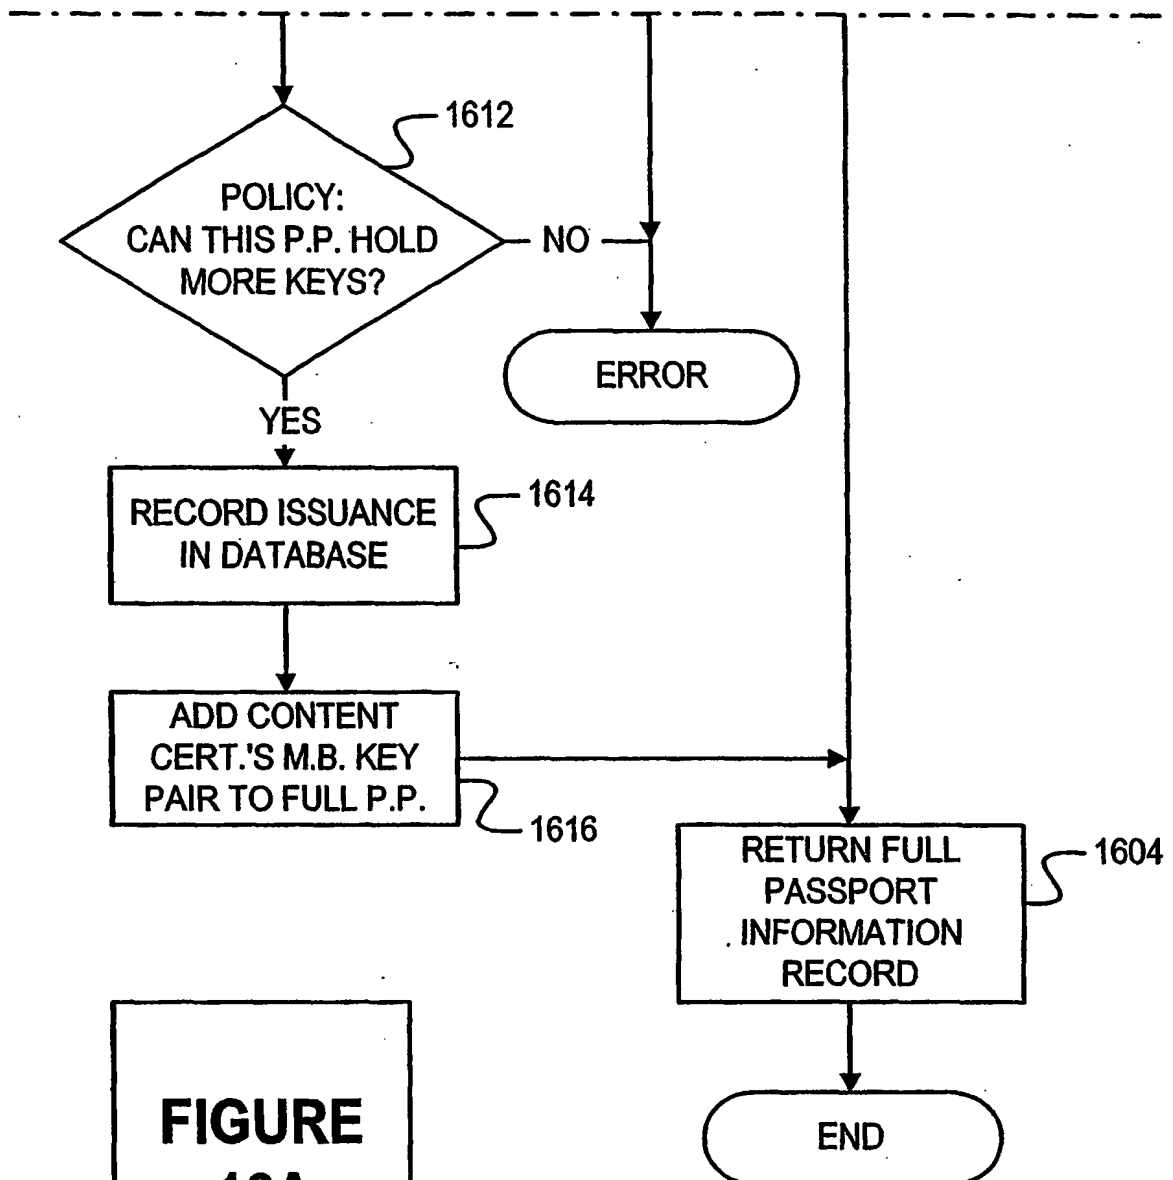 1612
POLICY:
CAN THIS P.P. HOLD
MORE KEYS?
NO
ERROR
YES
RECORD ISSUANCE
IN DATABASE
1614
ADD CONTENT
CERT.'S M.B. KEY
PAIR TO FULL P.P.
1616
RETURN FULL
PASSPORT
INFORMATION
RECORD
1604
END
FIGURE